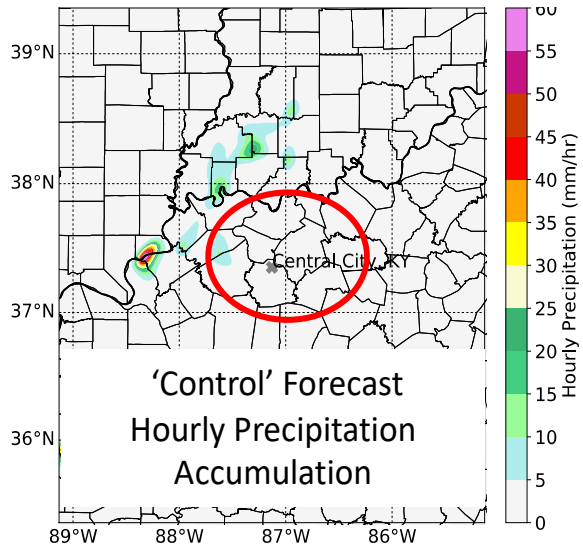 39°N
38°N
37°N
36°N
89°W
88°W
87°W
86°W
Central City, KY
‘Control’ Forecast
Hourly Precipitation
Accumulation
60
55
50
45
40
35
30
25
20
15
10
5
0
Hourly Precipitation (mm/hr)